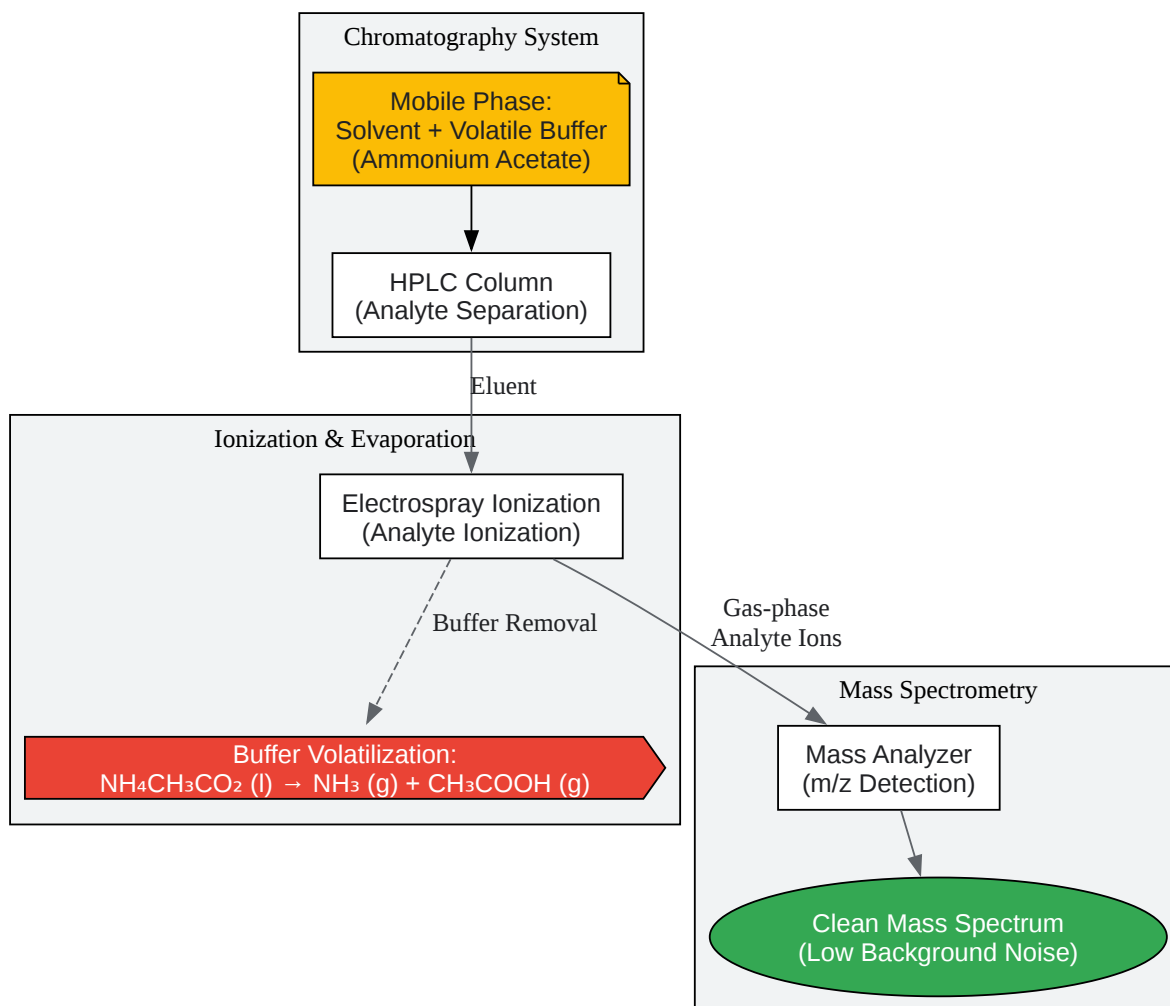 Chromatography System
Mobile Phase:
Solvent + Volatile Buffer
(Ammonium Acetate)
HPLC Column
(Analyte Separation)
Eluent
Ionization & Evaporation
Electrospray Ionization
(Analyte Ionization)
Buffer Removal
Gas-phase
Analyte Ions
Buffer Volatilization:
NH₄CH₃CO₂ (l) → NH₃ (g) + CH₃COOH (g)
Mass Spectrometry
Mass Analyzer
(m/z Detection)
Clean Mass Spectrum
(Low Background Noise)